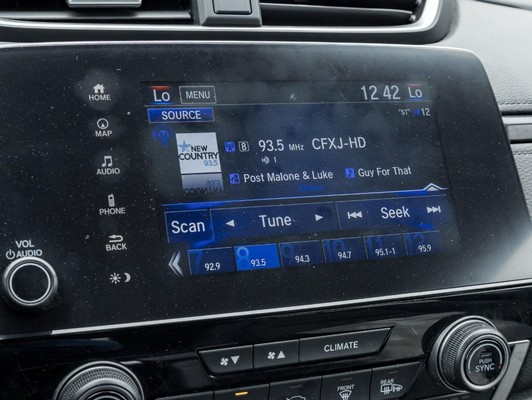 HOME
MAP
AUDIO
PHONE
BACK
VOL
AUDIO
Lo MENU 12 42 Lo
SOURCE "ST" 12
NEW
COUNTRY
93.5
8 93.5 MHz CFXJ-HD
1
Post Malone & Luke Guy For That
Scan Tune Seek
92.9 93.5 94.3 94.7 95.1-1 95.9
CLIMATE
PUSH
SYNC
FRONT
REAR